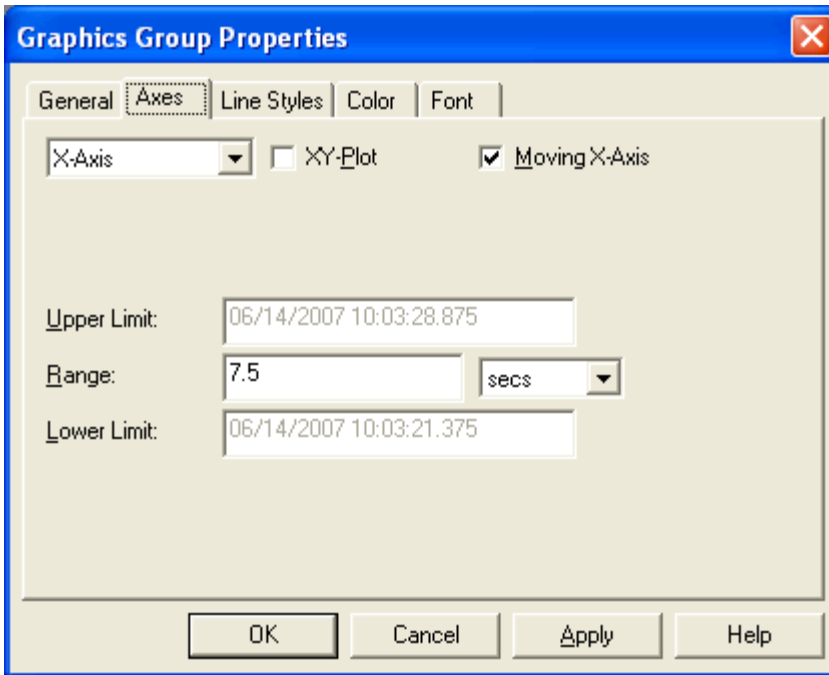 Graphics Group Properties
General Axes Line Styles Color Font
X-Axis XY-Plot Moving X-Axis
Upper Limit: 06/14/2007 10:03:28.875
Range: 7.5 secs
Lower Limit: 06/14/2007 10:03:21.375
OK Cancel Apply Help